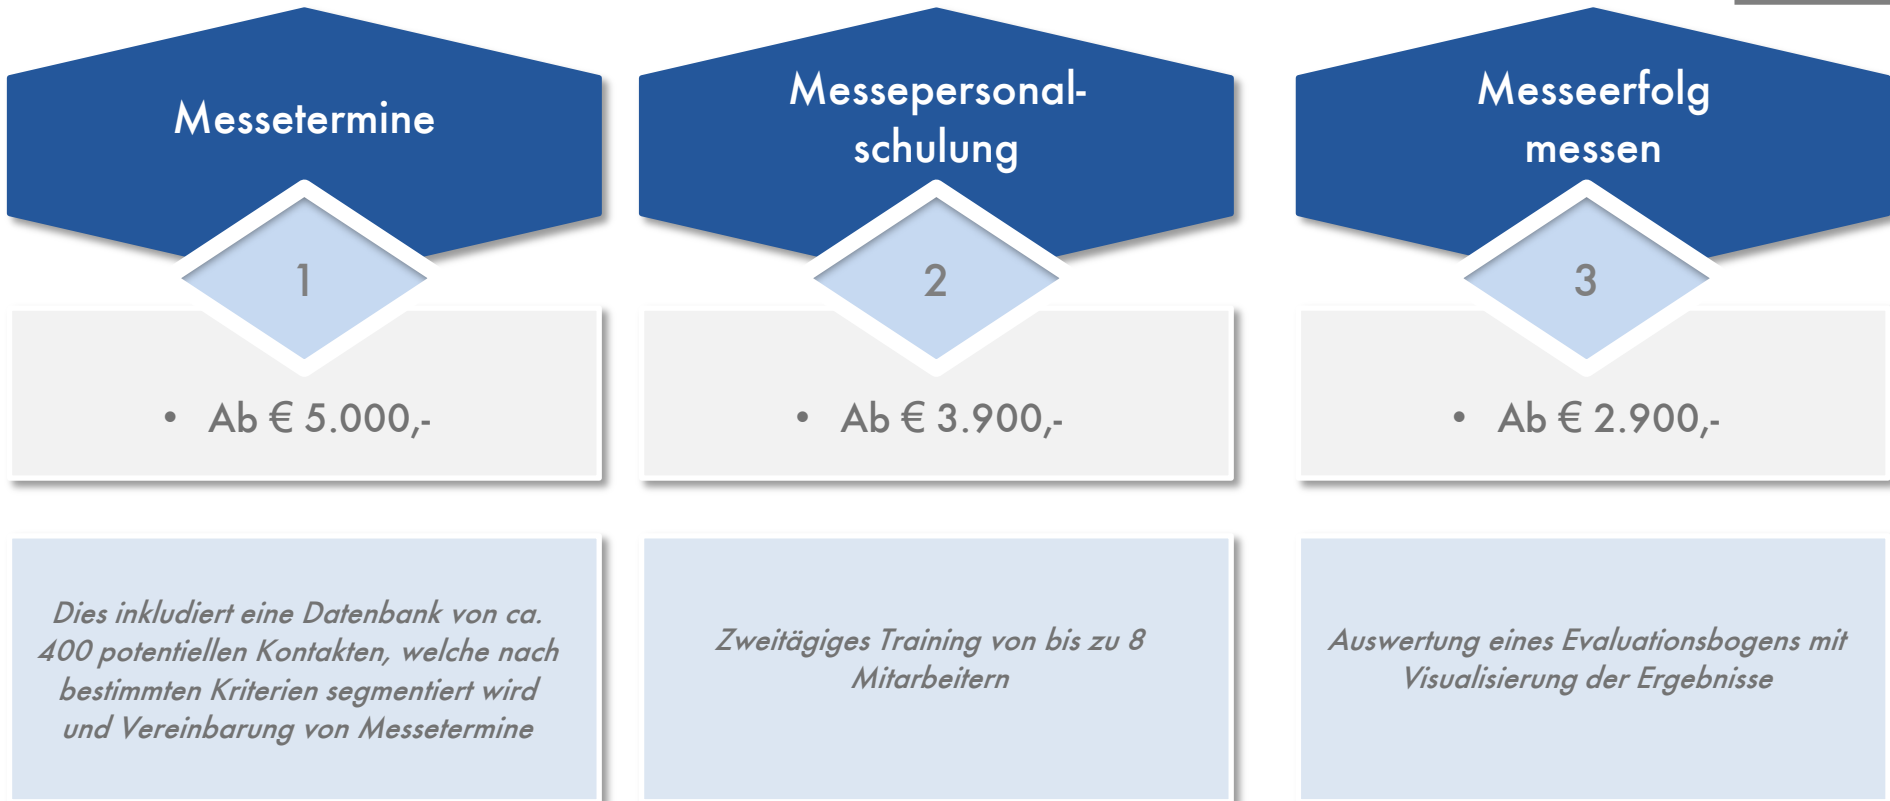 Messetermine
1
• Ab € 5.000,-
Dies inkludiert eine Datenbank von ca.
400 potentiellen Kontakten, welche nach
bestimmten Kriterien segmentiert wird
und Vereinbarung von Messetermine
Messepersonal-
schulung
2
• Ab € 3.900,-
Zweitägiges Training von bis zu 8
Mitarbeitern
Messeerfolg
messen
3
• Ab € 2.900,-
Auswertung eines Evaluationsbogens mit
Visualisierung der Ergebnisse